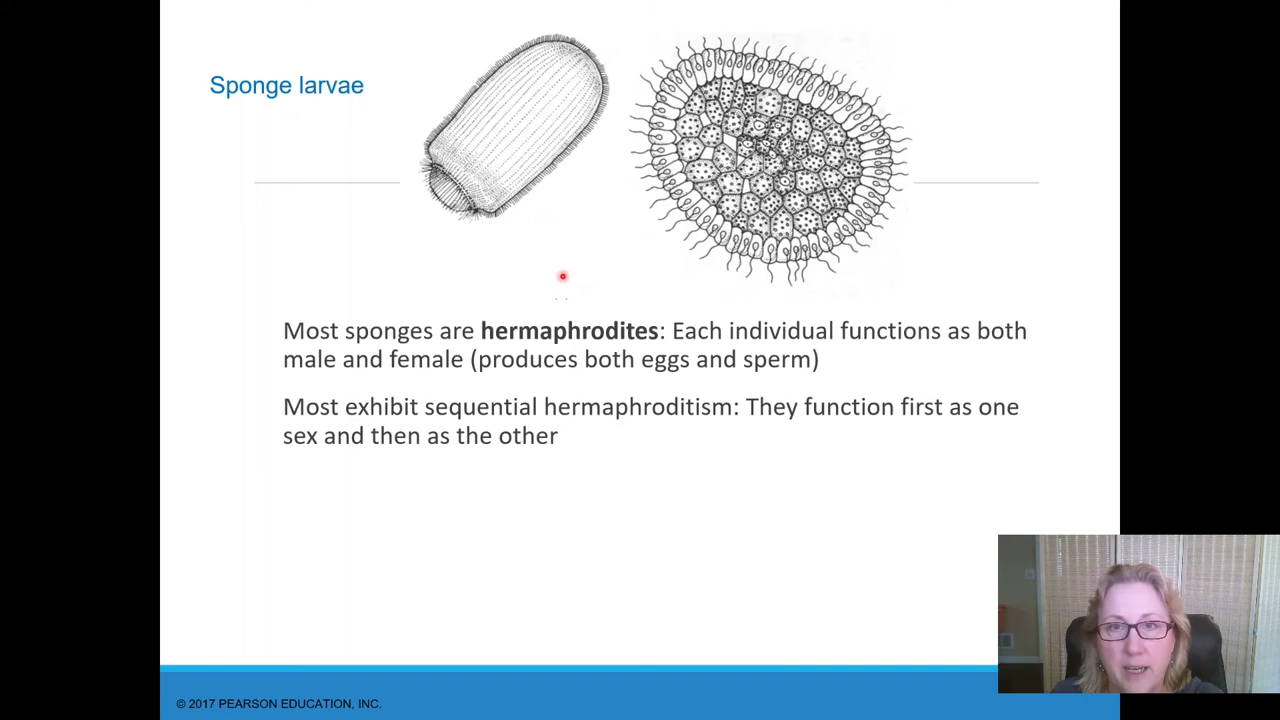 Sponge larvae
Most sponges are hermaphrodites: Each individual functions as both
male and female (produces both eggs and sperm)
Most exhibit sequential hermaphroditism: They function first as one
sex and then as the other
© 2017 PEARSON EDUCATION, INC.